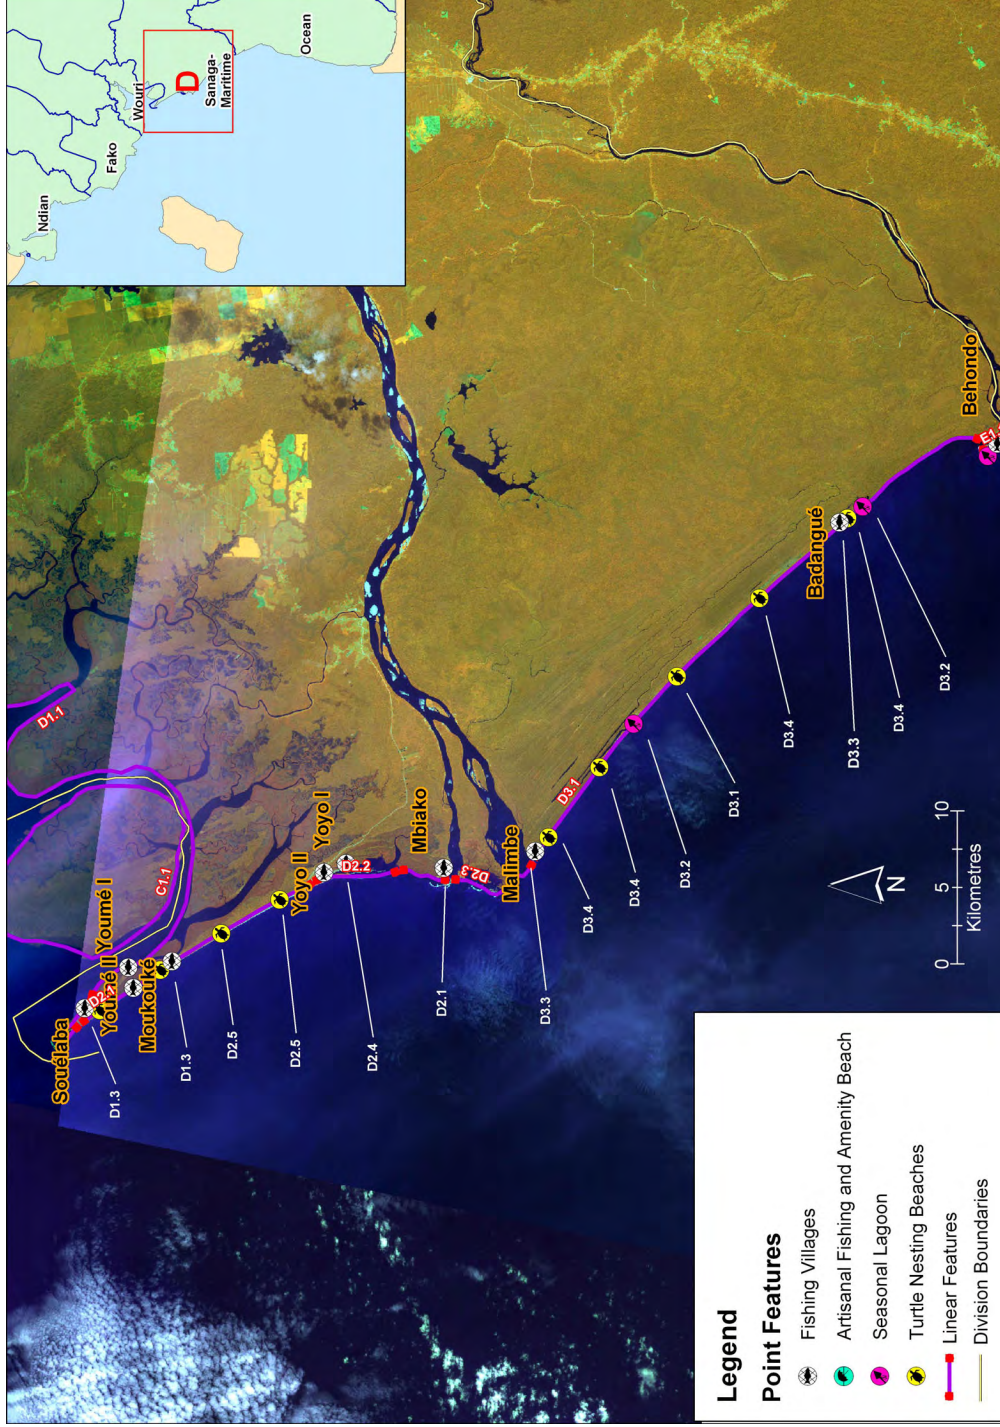 Ndian
Fako
Wouri
D
Sanaga-
Maritime
Ocean
D1.1
C1.1
Souélaba
D2.1
Youmé II
Youmé I
Moukouké
Yoyo II
Yoyo I
D2.2
Mbiako
D2.3
Malimbe
D3.1
Badangué
Behondo
E1
D1.3
D1.3
D2.5
D2.5
D2.4
D2.1
D3.3
D3.4
D3.4
D3.2
D3.1
D3.4
D3.3
D3.4
D3.2
N
0
5
10
Kilometres
Legend
Point Features
Fishing Villages
Artisanal Fishing and Amenity Beach
Seasonal Lagoon
Turtle Nesting Beaches
Linear Features
Division Boundaries